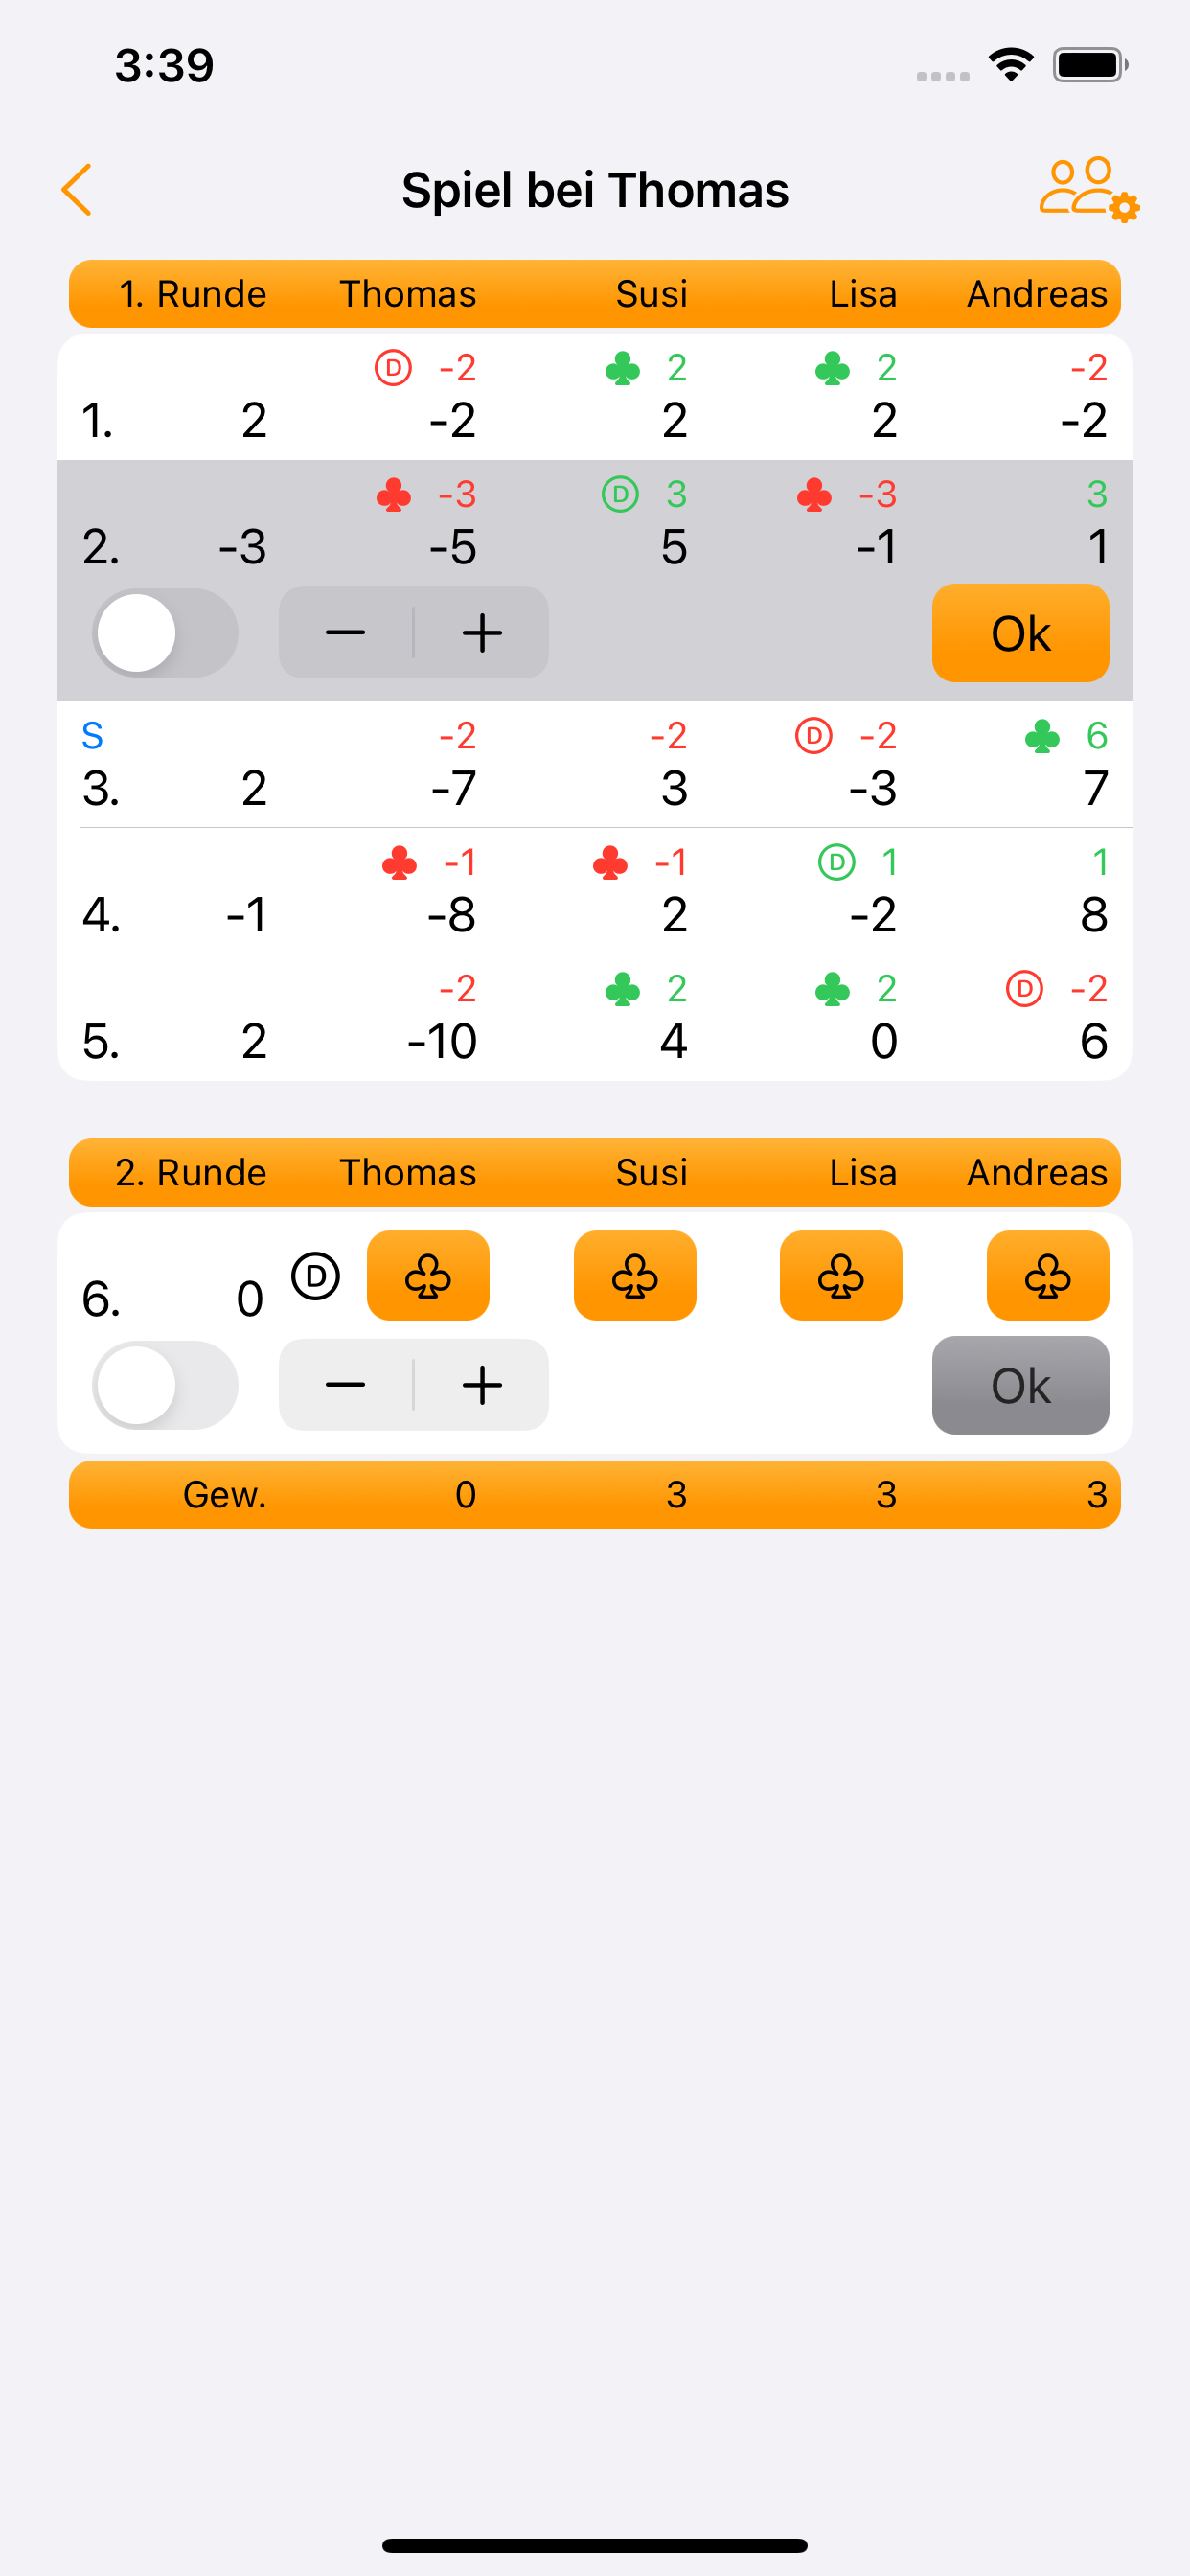 3:39
Spiel bei Thomas
1. Runde Thomas Susi Lisa Andreas
D -2 2 2 -2
1. 2 -2 2 2 -2
-3 D 3 -3 3
2. -3 -5 5 -1 1
Ok
S -2 -2 D -2 6
3. 2 -7 3 -3 7
-1 -1 D 1 1
4. -1 -8 2 -2 8
-2 2 2 D -2
5. 2 -10 4 0 6
2. Runde Thomas Susi Lisa Andreas
6. 0 D
Ok
Gew. 0 3 3 3